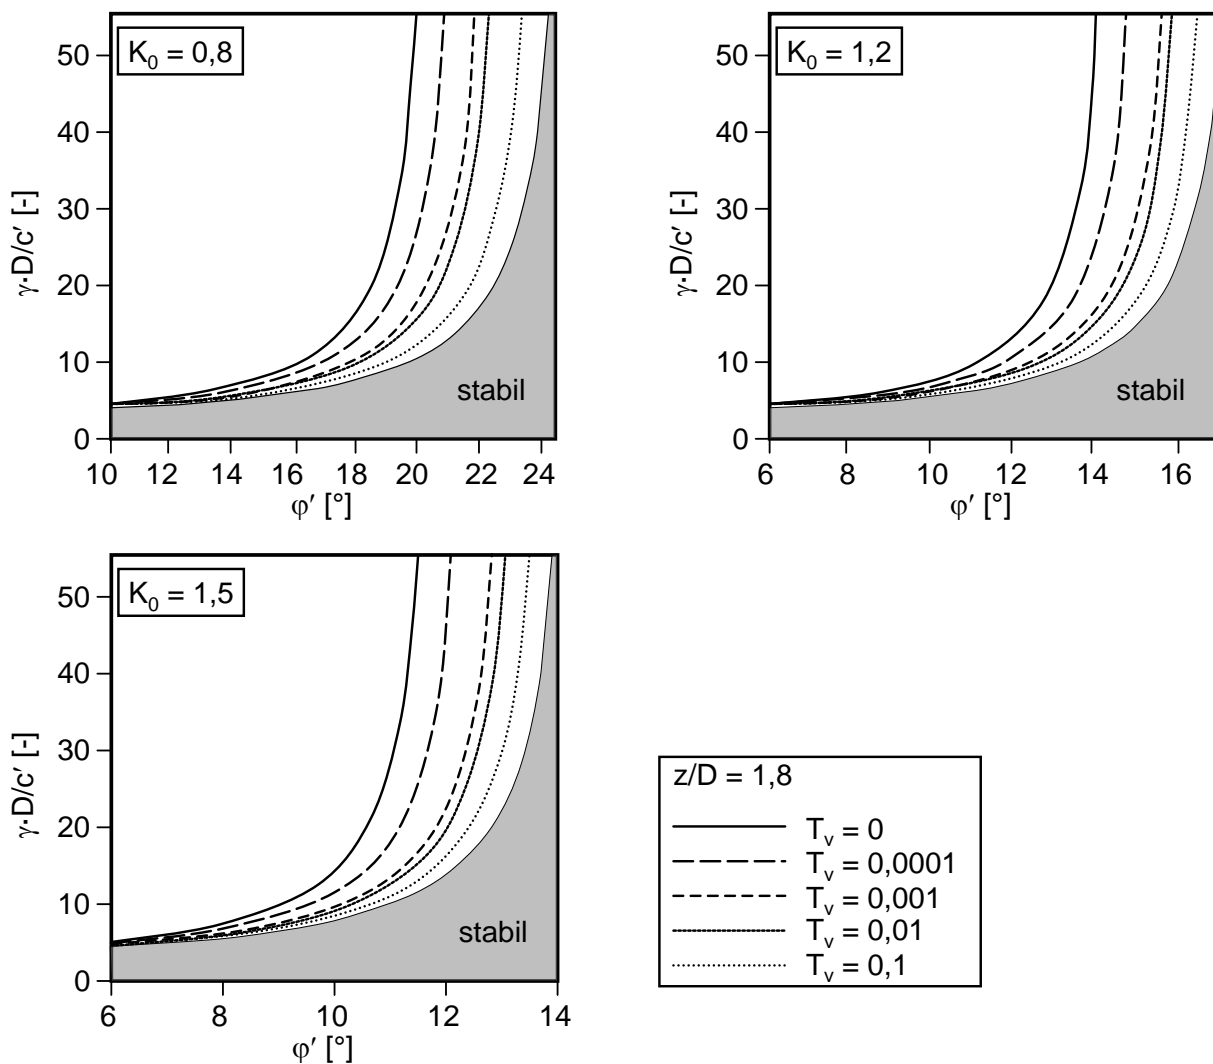 K0 = 0,8
γ·D/c′ [-]
50
40
30
20
10
0
stabil
10 12 14 16 18 20 22 24
φ′ [°]
K0 = 1,2
γ·D/c′ [-]
50
40
30
20
10
0
stabil
6 8 10 12 14 16
φ′ [°]
K0 = 1,5
γ·D/c′ [-]
50
40
30
20
10
0
stabil
6 8 10 12 14
φ′ [°]
z/D = 1,8
Tv = 0
Tv = 0,0001
Tv = 0,001
Tv = 0,01
Tv = 0,1